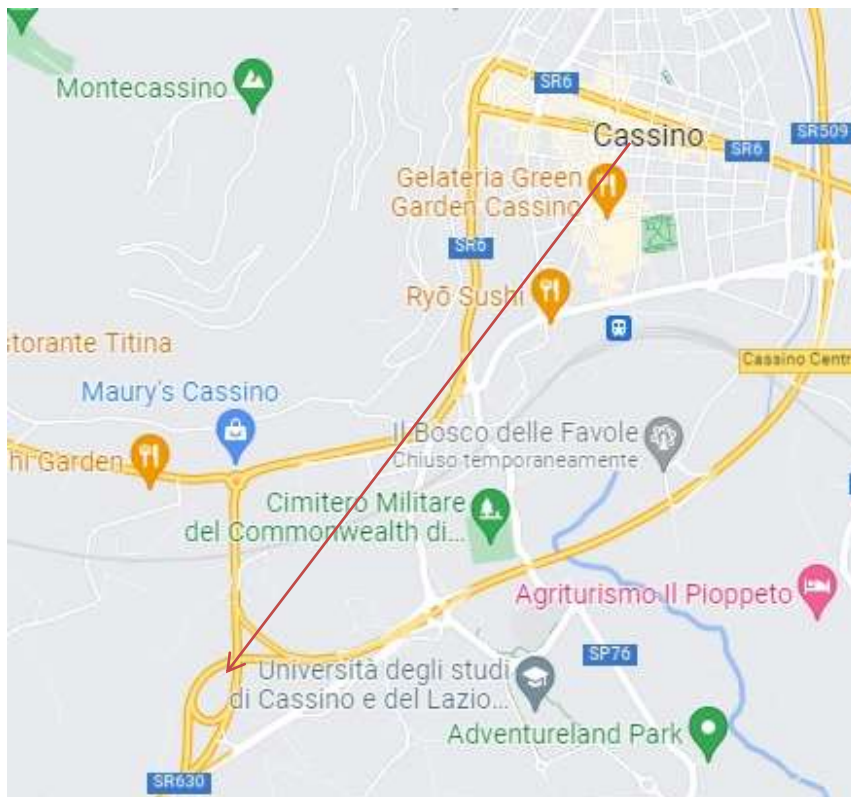 Montecassino
SR6
Cassino
SR509
SR6
Gelateria Green
Garden Cassino
SR6
Ryō Sushi
storante Titina
Cassino Centr
Maury's Cassino
Il Bosco delle Favole
Chiuso temporaneamente
hi Garden
Cimitero Militare
del Commonwealth di...
Agriturismo Il Pioppeto
SP76
Università degli studi
di Cassino e del Lazio...
Adventureland Park
SR630